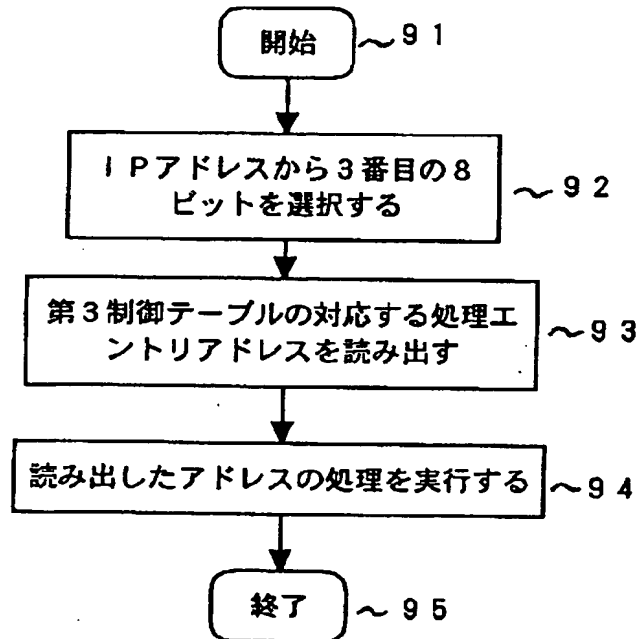 開始 ～91
IPアドレスから3番目の8
ビットを選択する ～92
第3制御テーブルの対応する処理エ
ントリアドレスを読み出す ～93
読み出したアドレスの処理を実行する ～94
終了 ～95